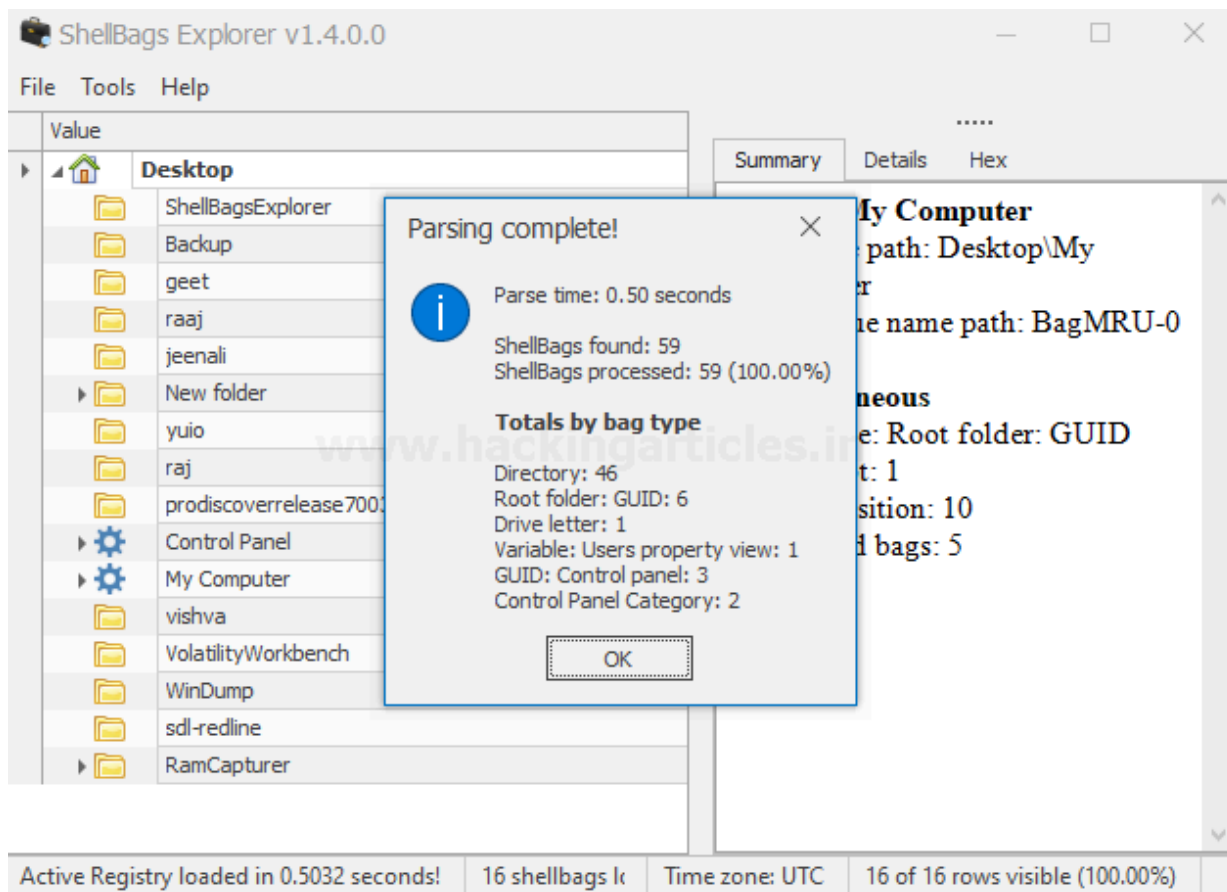 ShellBags Explorer v1.4.0.0
File Tools Help
Value
Desktop
ShellBagsExplorer
Backup
geet
raaj
jeenali
New folder
yuio
raj
prodiscoverrelease700
Control Panel
My Computer
vishva
VolatilityWorkbench
WinDump
sdl-redline
RamCapturer
Summary Details Hex
My Computer
path: Desktop\My
name path: BagMRU-0
Root folder: GUID
1
10
bags: 5
Parsing complete!
Parse time: 0.50 seconds
ShellBags found: 59
ShellBags processed: 59 (100.00%)
Totals by bag type
Directory: 46
Root folder: GUID: 6
Drive letter: 1
Variable: Users property view: 1
GUID: Control panel: 3
Control Panel Category: 2
OK
www.hackingarticles.in
Active Registry loaded in 0.5032 seconds!
16 shellbags
Time zone: UTC
16 of 16 rows visible (100.00%)